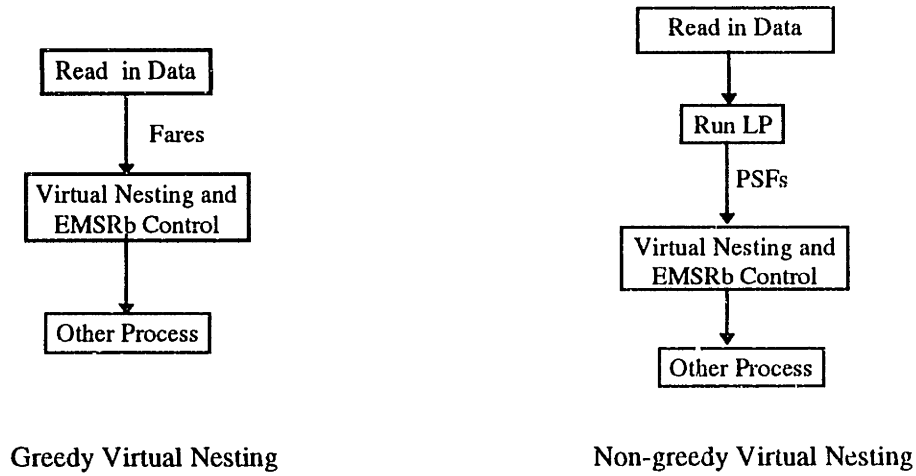 Read in Data
Fares
Virtual Nesting and
EMSRb Control
Other Process
Greedy Virtual Nesting
Read in Data
Run LP
PSFs
Virtual Nesting and
EMSRb Control
Other Process
Non-greedy Virtual Nesting